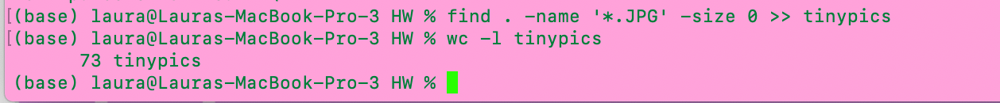 [(base) laura@Lauras-MacBook-Pro-3 HW % find . -name '*.JPG' -size 0 >> tinypics
[(base) laura@Lauras-MacBook-Pro-3 HW % wc -l tinypics
      73 tinypics
(base) laura@Lauras-MacBook-Pro-3 HW %